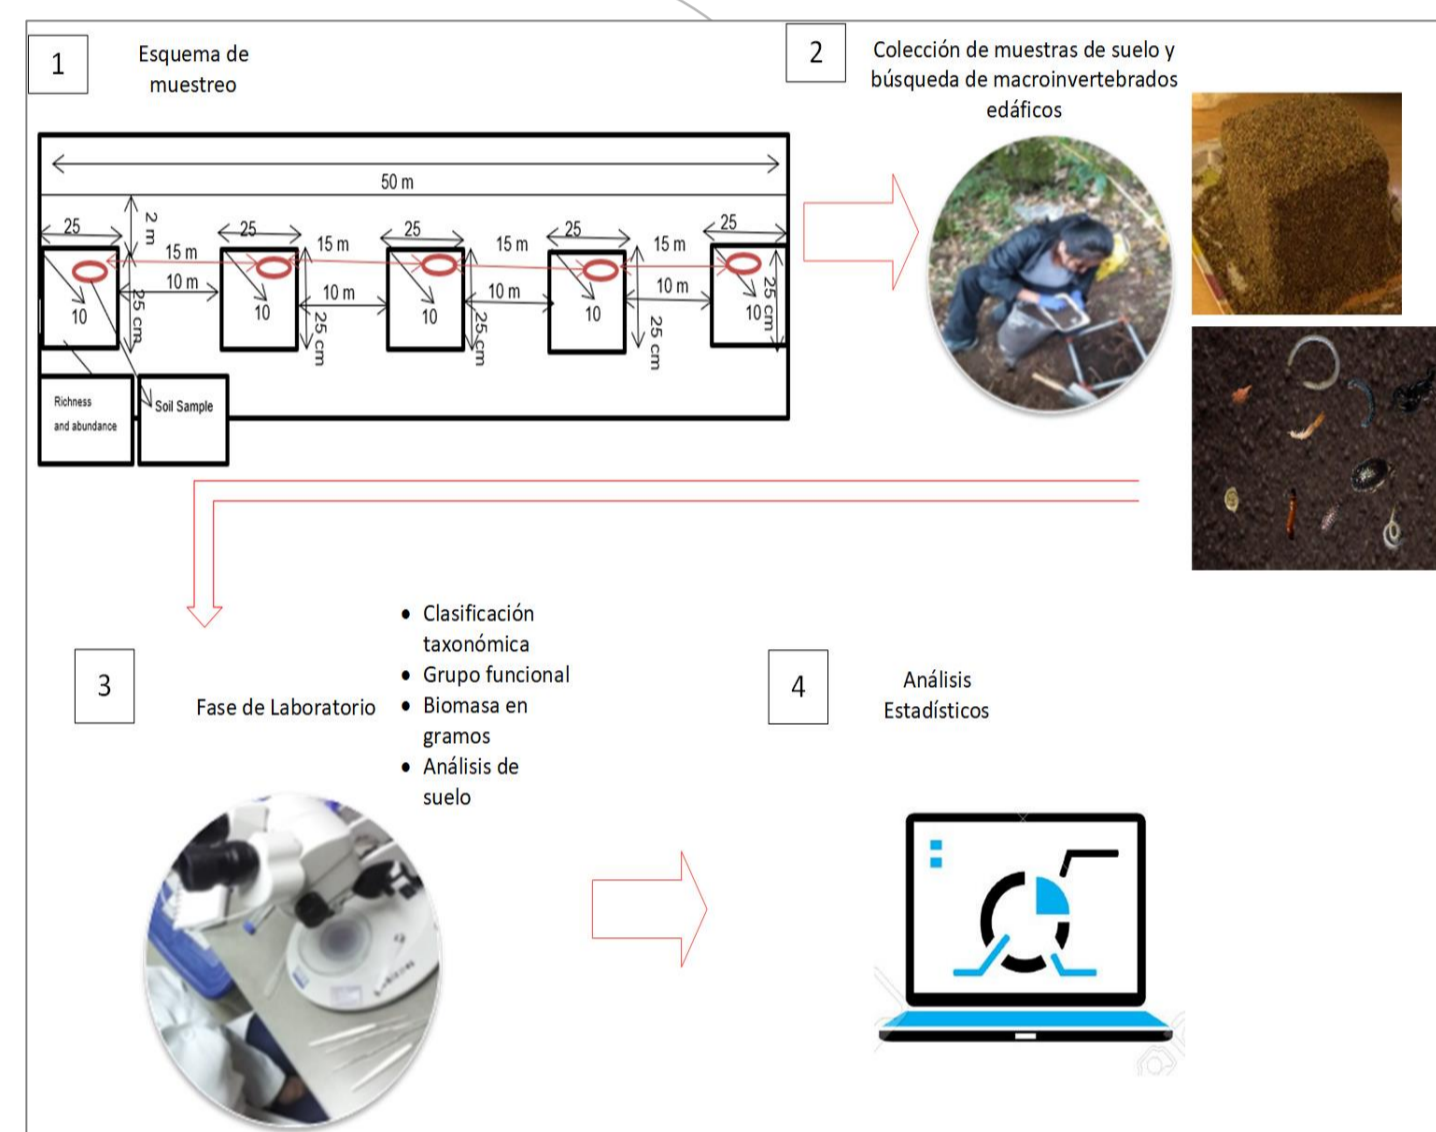 1
Esquema de
muestreo
50 m
25
25
25
25
25
2 m
15 m
15 m
15 m
15 m
10 m
10 m
10 m
10 m
10
10
10
10
10
25 cm
25 cm
25 cm
25 cm
25 cm
Richness
and abundance
Soil Sample
2
Colección de muestras de suelo y
búsqueda de macroinvertebrados
edáficos
3
Fase de Laboratorio
• Clasificación
taxonómica
• Grupo funcional
• Biomasa en
gramos
• Análisis de
suelo
4
Análisis
Estadísticos